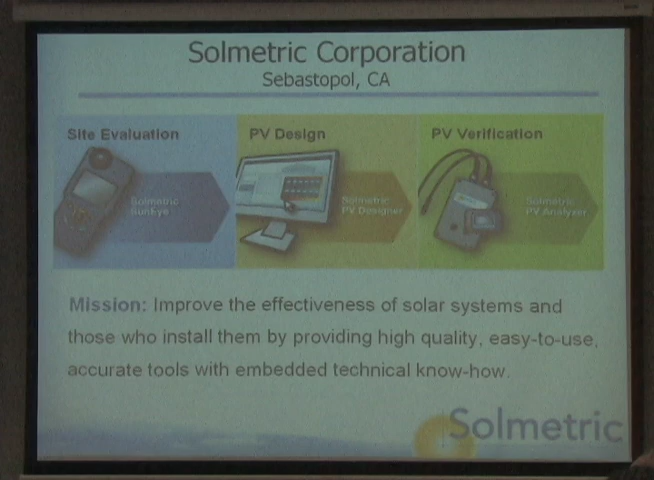 Solmetric Corporation
Sebastopol, CA
Site Evaluation
PV Design
PV Verification
Solmetric
SunEye
Solmetric
PV Designer
Solmetric
PV Analyzer
Mission: Improve the effectiveness of solar systems and
those who install them by providing high quality, easy-to-use,
accurate tools with embedded technical know-how.
Solmetric